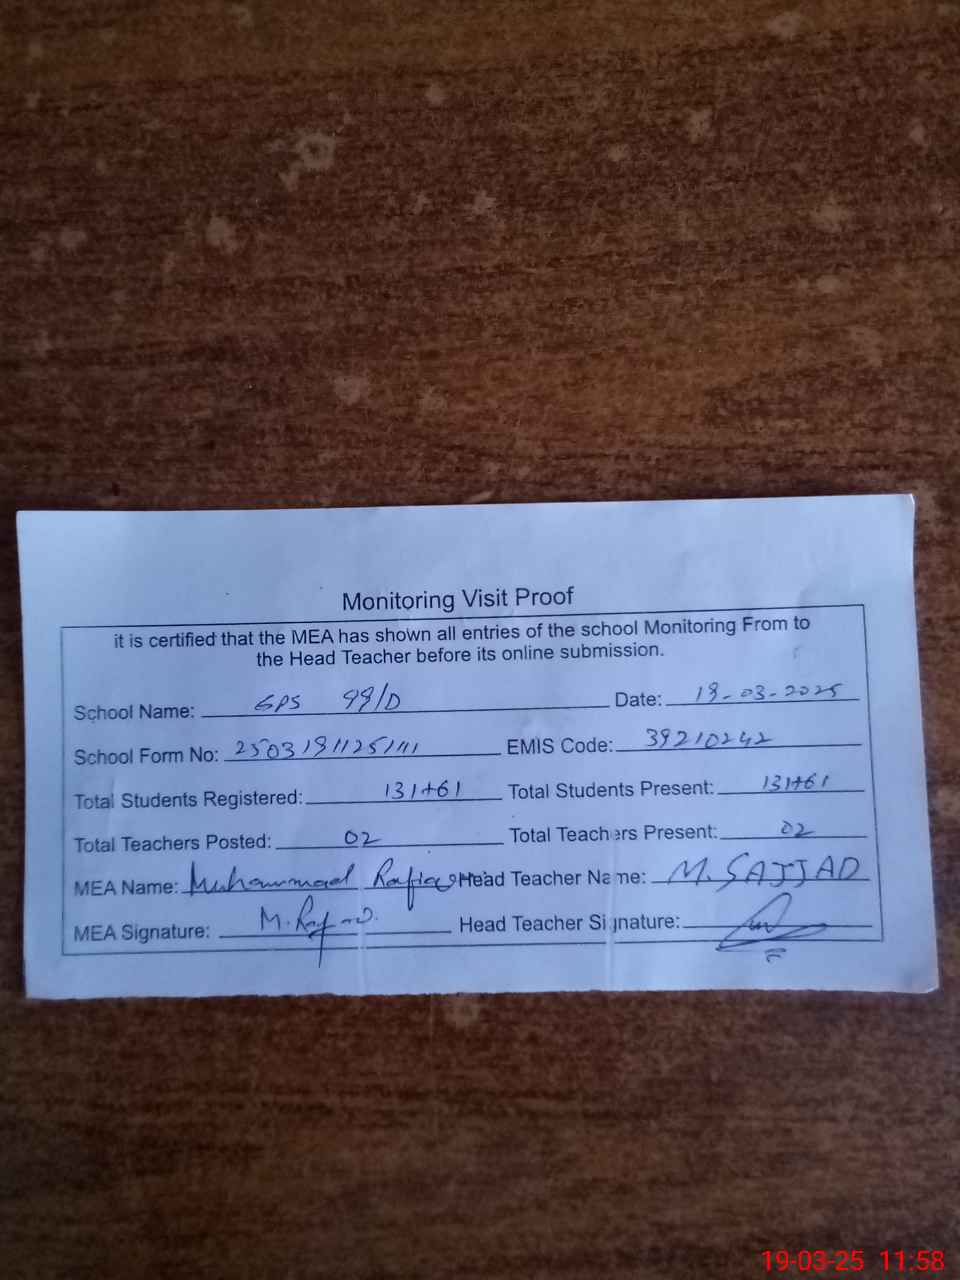 Monitoring Visit Proof
it is certified that the MEA has shown all entries of the school Monitoring From to
the Head Teacher before its online submission.
School Name: GPS 99/D Date: 19-03-2025
School Form No: 250319112511 EMIS Code: 39210242
Total Students Registered: 131+61 Total Students Present: 131+61
Total Teachers Posted: 02 Total Teachers Present: 02
MEA Name: Muhammad Head Teacher Name: M. SAJJAD
MEA Signature: Head Teacher Signature:
19-03-25 11:58